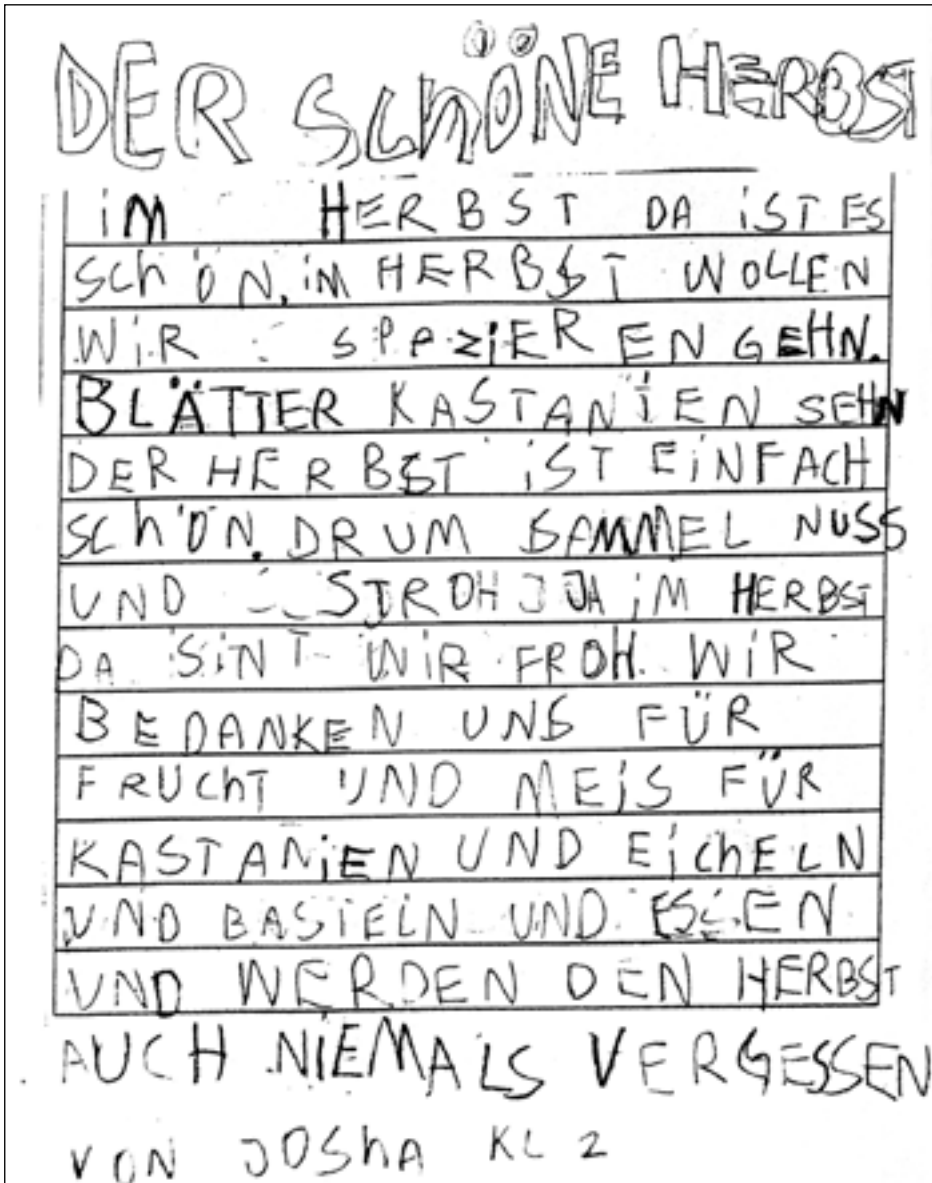 DER SChÖNE HERBST
iM HERBST DA iST ES
SCHÖN. iM HERBST WOLLEN
WiR SPAZiEREN GEHN.
BLÄTTER KASTANiEN SEHN
DER HERBST iST EiNFACH
SChÖN. DRUM SAMMEL NUSS
UND STROH JA iM HERBST
DA SiNT WiR FROH. WiR
BEDANKEN UNS FÜR
FRUChT UND MEiS FÜR
KASTANiEN UND EiChELN
UND BASTELN UND ESSEN
UND WERDEN DEN HERBST
AUCH NiEMALS VERGESSEN
VON JOShA KL 2